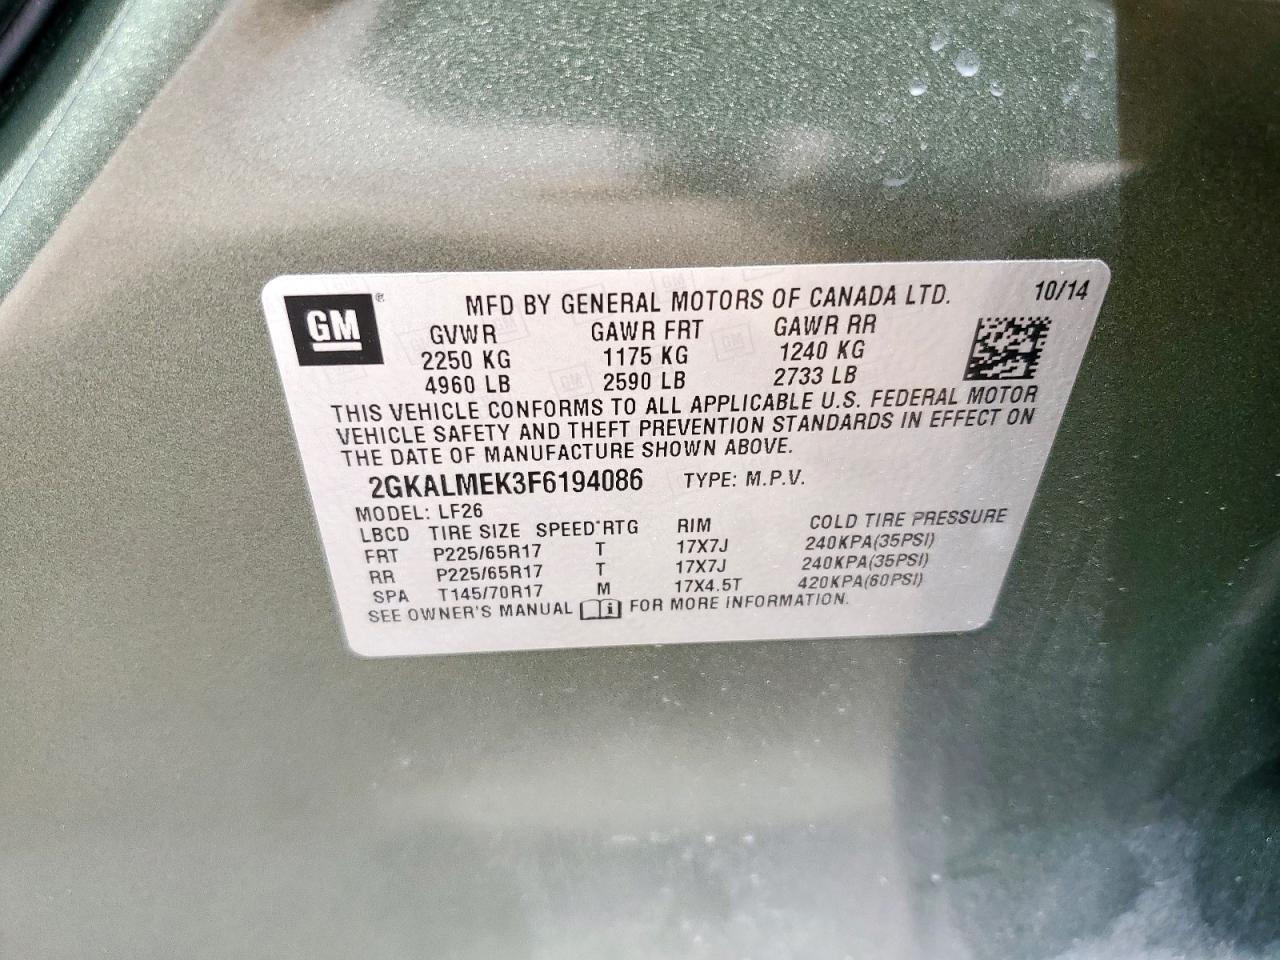 GM ®
MFD BY GENERAL MOTORS OF CANADA LTD. 10/14
GVWR GAWR FRT GAWR RR
2250 KG 1175 KG 1240 KG
4960 LB 2590 LB 2733 LB
THIS VEHICLE CONFORMS TO ALL APPLICABLE U.S. FEDERAL MOTOR
VEHICLE SAFETY AND THEFT PREVENTION STANDARDS IN EFFECT ON
THE DATE OF MANUFACTURE SHOWN ABOVE.
2GKALMEK3F6194086 TYPE: M.P.V.
MODEL: LF26
LBCD TIRE SIZE SPEED RTG RIM COLD TIRE PRESSURE
FRT P225/65R17 T 17X7J 240KPA(35PSI)
RR P225/65R17 T 17X7J 240KPA(35PSI)
SPA T145/70R17 M 17X4.5T 420KPA(60PSI)
SEE OWNER'S MANUAL i FOR MORE INFORMATION.